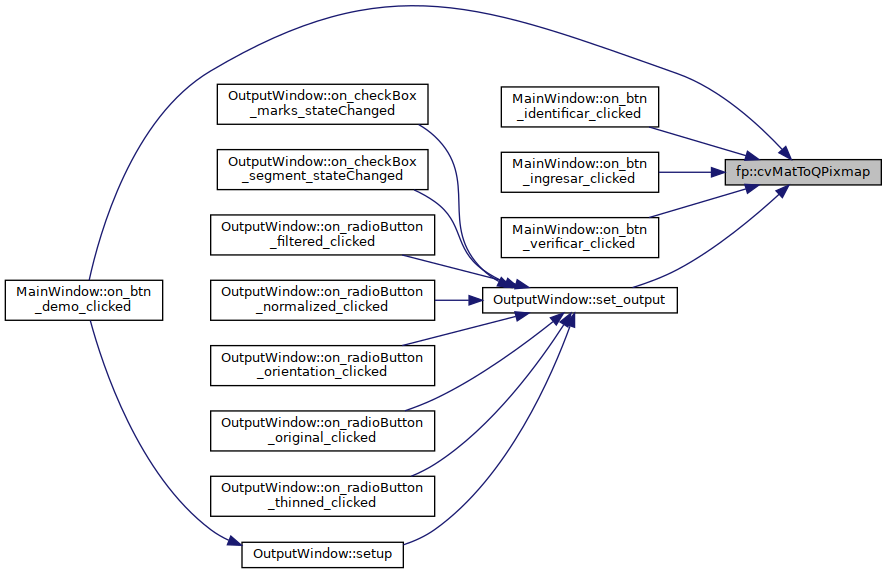 OutputWindow::on_checkBox
_marks_stateChanged
MainWindow::on_btn
_identificar_clicked
OutputWindow::on_checkBox
_segment_stateChanged
MainWindow::on_btn
_ingresar_clicked
fp::cvMatToQPixmap
OutputWindow::on_radioButton
_filtered_clicked
MainWindow::on_btn
_verificar_clicked
MainWindow::on_btn
_demo_clicked
OutputWindow::on_radioButton
_normalized_clicked
OutputWindow::set_output
OutputWindow::on_radioButton
_orientation_clicked
OutputWindow::on_radioButton
_original_clicked
OutputWindow::on_radioButton
_thinned_clicked
OutputWindow::setup